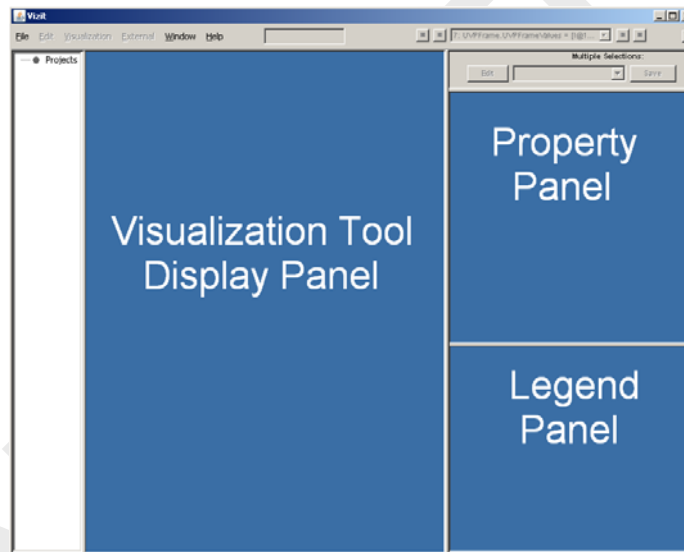 Vizit
File Edit Visualization External Window Help
Multiple Selections:
Edit Save
Projects
Visualization Tool
Display Panel
Property
Panel
Legend
Panel